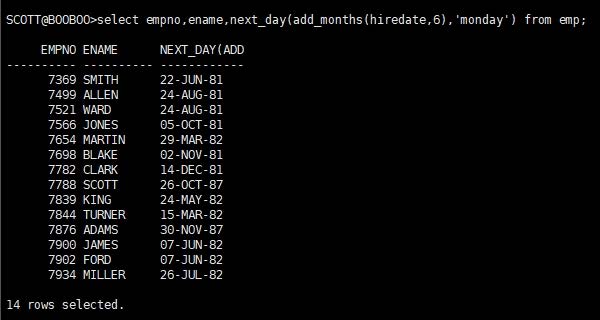 SCOTT@BOOBOO>select empno,ename,next_day(add_months(hiredate,6),'monday') from emp;
EMPNO ENAME NEXT_DAY(ADD
---------- ---------- ------------
7369 SMITH 22-JUN-81
7499 ALLEN 24-AUG-81
7521 WARD 24-AUG-81
7566 JONES 05-OCT-81
7654 MARTIN 29-MAR-82
7698 BLAKE 02-NOV-81
7782 CLARK 14-DEC-81
7788 SCOTT 26-OCT-87
7839 KING 24-MAY-82
7844 TURNER 15-MAR-82
7876 ADAMS 30-NOV-87
7900 JAMES 07-JUN-82
7902 FORD 07-JUN-82
7934 MILLER 26-JUL-82
14 rows selected.